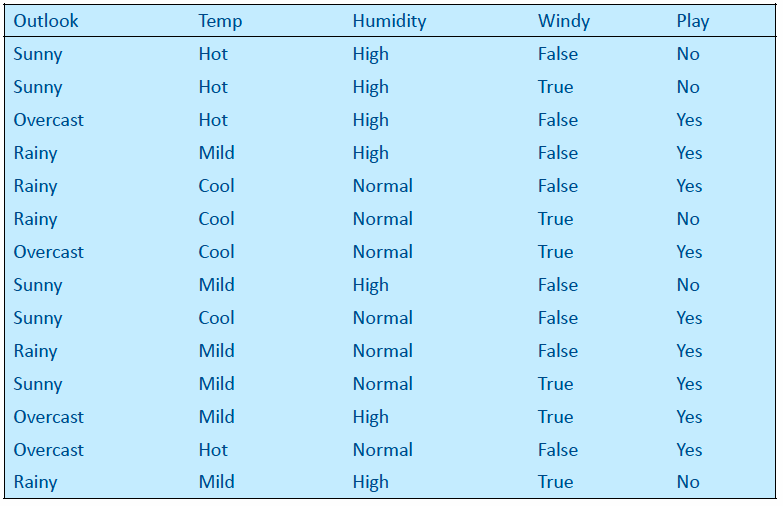 Outlook Temp Humidity Windy Play
Sunny Hot High False No
Sunny Hot High True No
Overcast Hot High False Yes
Rainy Mild High False Yes
Rainy Cool Normal False Yes
Rainy Cool Normal True No
Overcast Cool Normal True Yes
Sunny Mild High False No
Sunny Cool Normal False Yes
Rainy Mild Normal False Yes
Sunny Mild Normal True Yes
Overcast Mild High True Yes
Overcast Hot Normal False Yes
Rainy Mild High True No